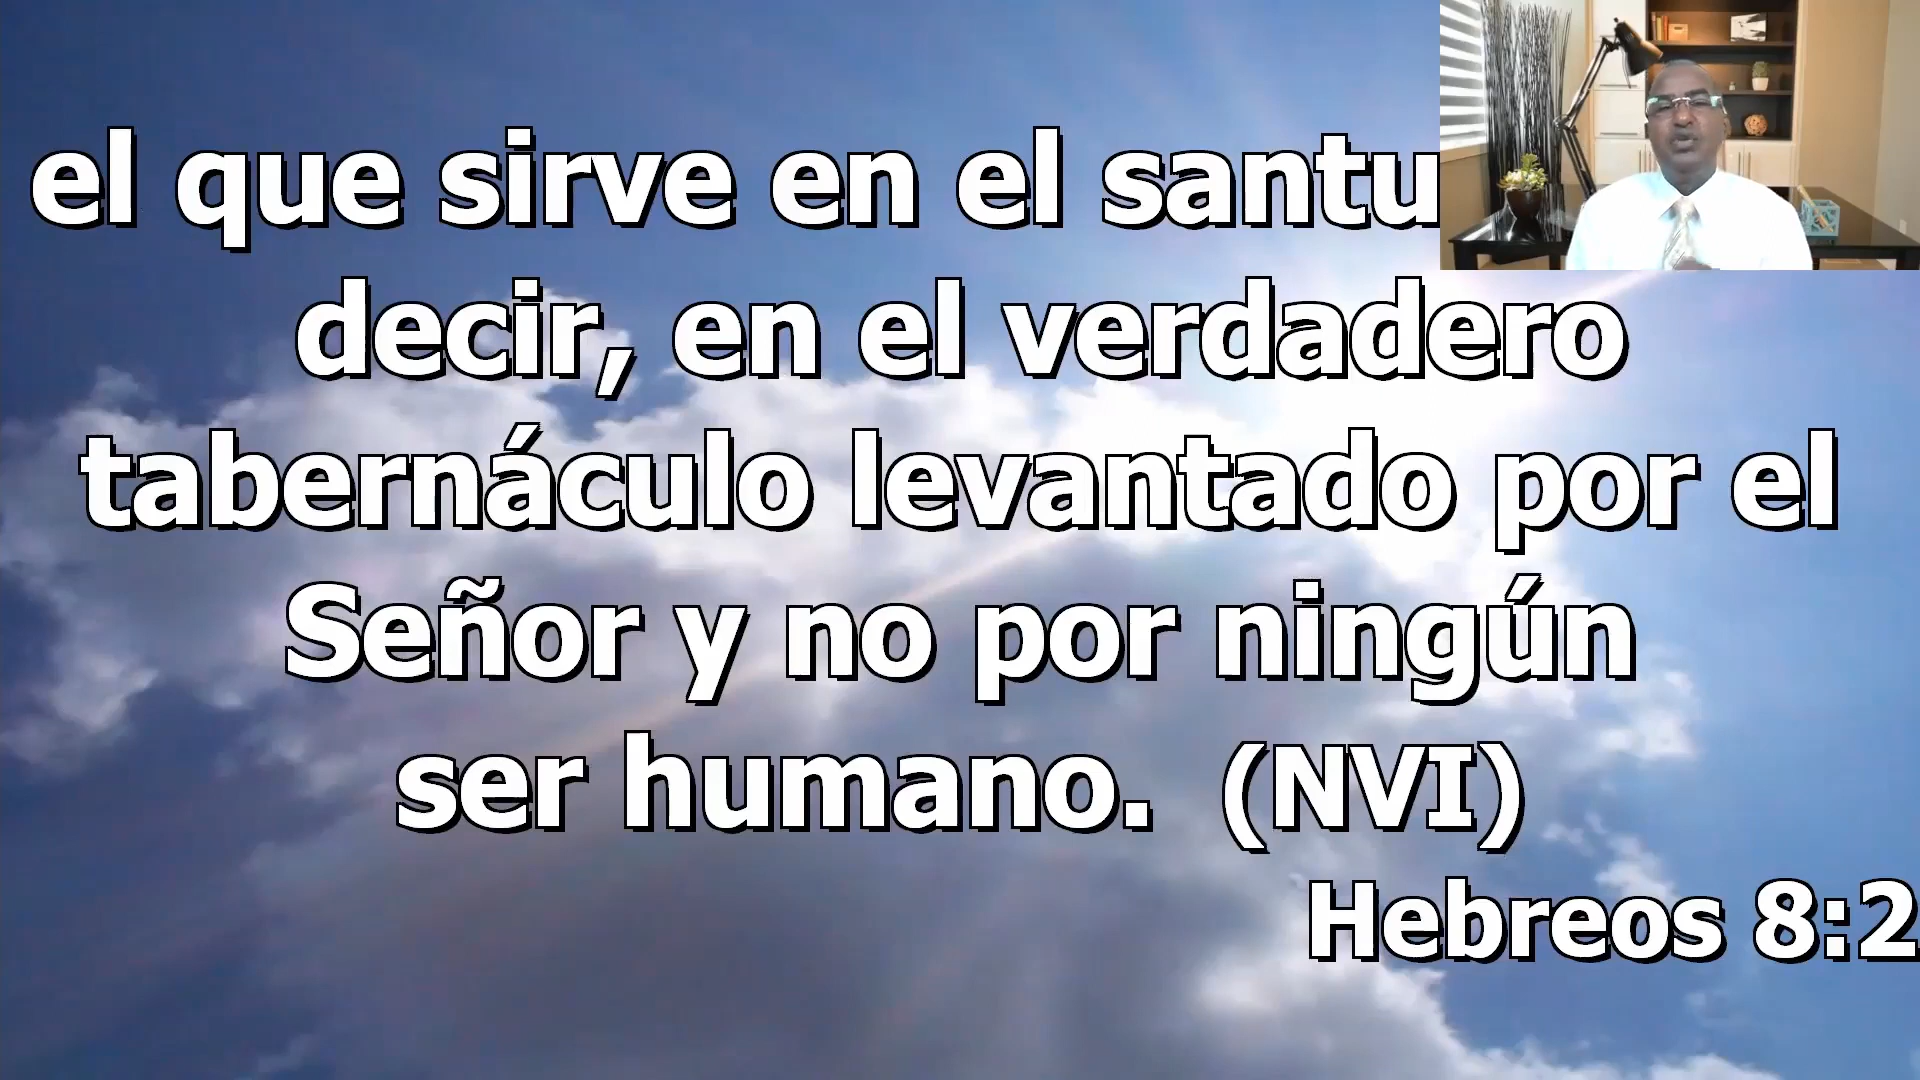 el que sirve en el santu
decir, en el verdadero
tabernáculo levantado por el
Señor y no por ningún
ser humano. (NVI)
Hebreos 8:2